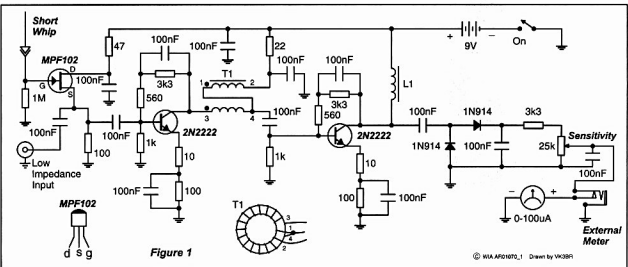 Short
Whip
MPF102
47
100nF
100nF
22
9V
On
T1
1
2
3
4
3k3
560
100nF
100nF
100nF
3k3
560
L1
G
D
S
1M
100nF
100nF
100nF
2N2222
2N2222
100nF
1N914
3k3
Sensitivity
1N914
100nF
25k
100nF
Low
Impedance
Input
100
1k
10
100
100nF
1k
10
100
100nF
0-100uA
External
Meter
MPF102
d s g
T1
3
1
4
2
Figure 1
© WIA AR01070_1 Drawn by VK3BR